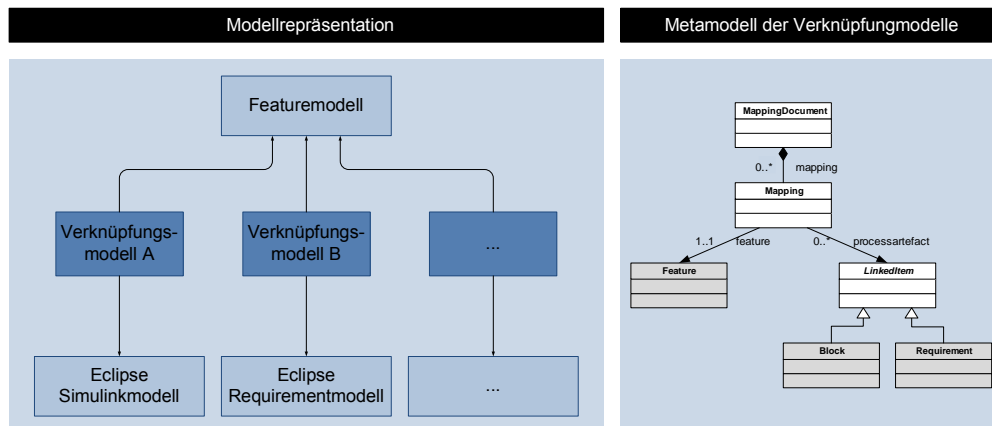 Modellrepräsentation
Featuremodell
Verknüpfungs-
modell A
Verknüpfungs-
modell B
...
Eclipse
Simulinkmodell
Eclipse
Requirementmodell
...
Metamodell der Verknüpfungmodelle
MappingDocument
0..* mapping
Mapping
1..1 feature
0..* processartefact
Feature
LinkedItem
Block
Requirement